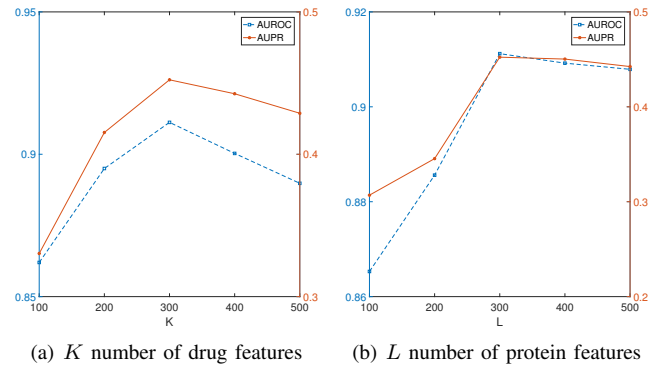 0.95
0.9
0.85
0.5
0.4
0.3
AUROC
AUPR
100 200 300 400 500
K
0.92
0.9
0.88
0.86
0.5
0.4
0.3
0.2
AUROC
AUPR
100 200 300 400 500
L
(a) K number of drug features
(b) L number of protein features